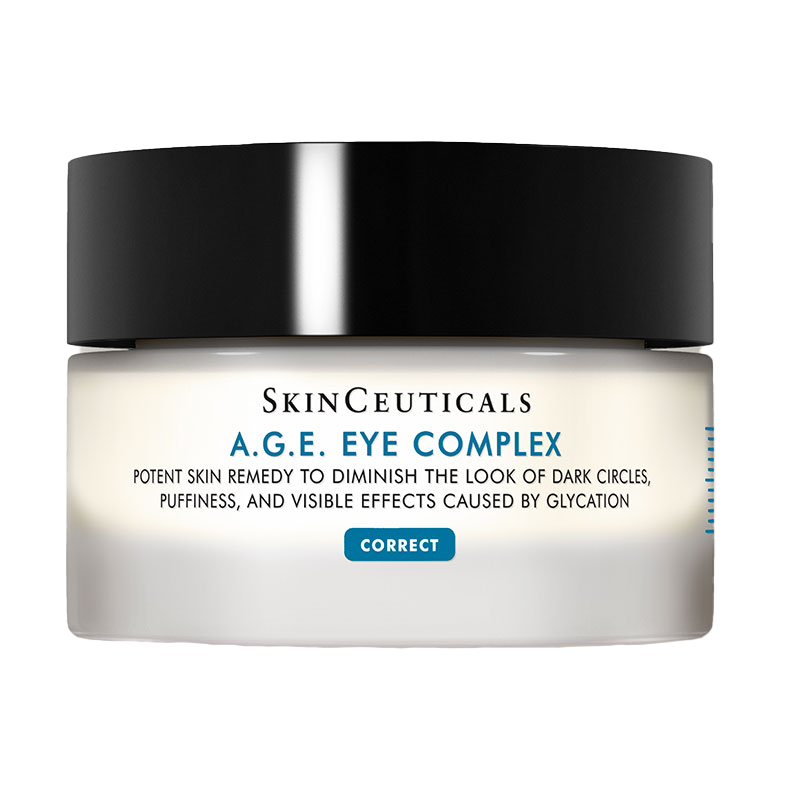 SKINCEUTICALS
A.G.E. EYE COMPLEX
POTENT SKIN REMEDY TO DIMINISH THE LOOK OF DARK CIRCLES,
PUFFINESS, AND VISIBLE EFFECTS CAUSED BY GLYCATION
CORRECT